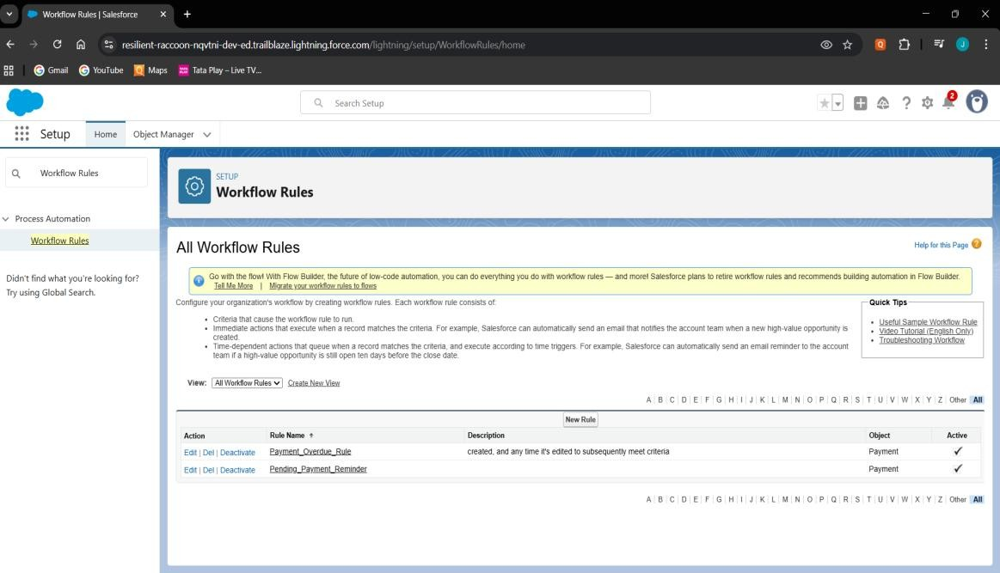 Workflow Rules | Salesforce
resilient-raccoon-nqvtni-dev-ed.trailblaze.lightning.force.com/lightning/setup/WorkflowRules/home
Q
J
Gmail YouTube Maps Tata Play – Live TV...
Search Setup
2
Setup Home Object Manager
Workflow Rules
Process Automation
Workflow Rules
Didn't find what you're looking for?
Try using Global Search.
SETUP
Workflow Rules
All Workflow Rules
Help for this Page
Go with the flow! With Flow Builder, the future of low-code automation, you can do everything you do with workflow rules — and more! Salesforce plans to retire workflow rules and recommends building automation in Flow Builder.
Tell Me More | Migrate your workflow rules to flows
Configure your organization's workflow by creating workflow rules. Each workflow rule consists of:
• Criteria that cause the workflow rule to run.
• Immediate actions that execute when a record matches the criteria. For example, Salesforce can automatically send an email that notifies the account team when a new high-value opportunity is
created.
• Time-dependent actions that queue when a record matches the criteria, and execute according to time triggers. For example, Salesforce can automatically send an email reminder to the account
team if a high-value opportunity is still open ten days before the close date.
Quick Tips
• Useful Sample Workflow Rule
• Video Tutorial (English Only)
• Troubleshooting Workflow
View: All Workflow Rules Create New View
A | B | C | D | E | F | G | H | I | J | K | L | M | N | O | P | Q | R | S | T | U | V | W | X | Y | Z | Other | All
New Rule
Action Rule Name ↑ Description Object Active
Edit | Del | Deactivate Payment_Overdue_Rule created, and any time it's edited to subsequently meet criteria Payment ✓
Edit | Del | Deactivate Pending_Payment_Reminder Payment ✓
A | B | C | D | E | F | G | H | I | J | K | L | M | N | O | P | Q | R | S | T | U | V | W | X | Y | Z | Other | All